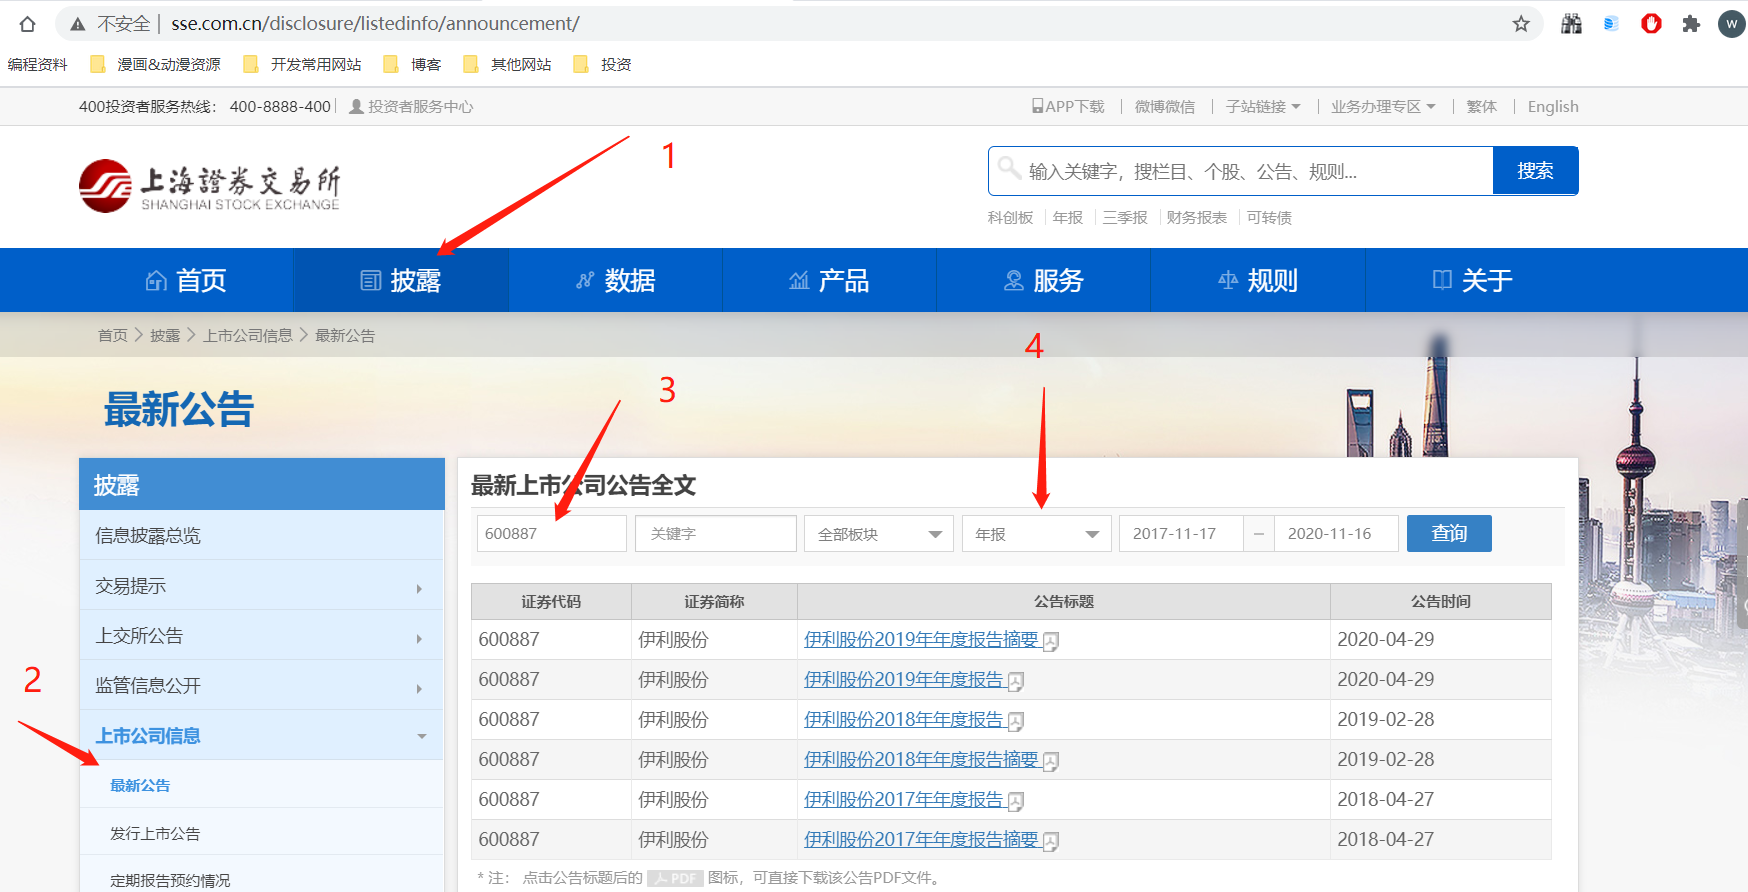 不安全 | sse.com.cn/disclosure/listedinfo/announcement/
W
编程资料 漫画&动漫资源 开发常用网站 博客 其他网站 投资
400投资者服务热线： 400-8888-400 投资者服务中心
APP下载 微博微信 子站链接 业务办理专区 繁体 English
1
上海證券交易所
SHANGHAI STOCK EXCHANGE
输入关键字，搜栏目、个股、公告、规则... 搜索
科创板 年报 三季报 财务报表 可转债
首页 披露 数据 产品 服务 规则 关于
首页 > 披露 > 上市公司信息 > 最新公告
4
3
最新公告
披露
信息披露总览
交易提示
上交所公告
监管信息公开
2
上市公司信息
最新公告
发行上市公告
定期报告预约情况
最新上市公司公告全文
600887 关键字 全部板块 年报 2017-11-17 – 2020-11-16 查询
证券代码 证券简称 公告标题 公告时间
600887 伊利股份 伊利股份2019年年度报告摘要 2020-04-29
600887 伊利股份 伊利股份2019年年度报告 2020-04-29
600887 伊利股份 伊利股份2018年年度报告 2019-02-28
600887 伊利股份 伊利股份2018年年度报告摘要 2019-02-28
600887 伊利股份 伊利股份2017年年度报告 2018-04-27
600887 伊利股份 伊利股份2017年年度报告摘要 2018-04-27
* 注： 点击公告标题后的 PDF 图标，可直接下载该公告PDF文件。